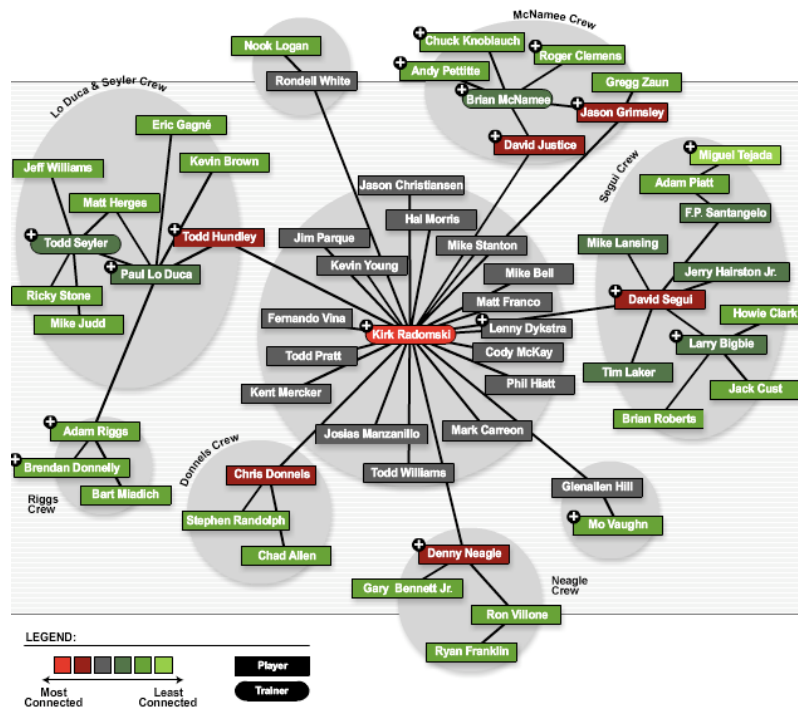 McNamee Crew
Nook Logan
Chuck Knoblauch
Roger Clemens
Andy Pettitte
Rondell White
Gregg Zaun
Lo Duca & Seyler Crew
Brian McNamee
Jason Grimsley
Eric Gagné
David Justice
Segui Crew
Miguel Tejada
Jeff Williams
Kevin Brown
Adam Piatt
Jason Christiansen
Matt Herges
F.P. Santangelo
Hal Morris
Todd Seyler
Todd Hundley
Jim Parque
Mike Stanton
Mike Lansing
Kevin Young
Jerry Hairston Jr.
Paul Lo Duca
Mike Bell
Ricky Stone
Matt Franco
David Segui
Mike Judd
Fernando Vina
Kirk Radomski
Lenny Dykstra
Howie Clark
Todd Pratt
Cody McKay
Larry Bigbie
Tim Laker
Kent Mercker
Phil Hiatt
Jack Cust
Brian Roberts
Adam Riggs
Josias Manzanillo
Mark Carreon
Donnels Crew
Brendan Donnelly
Chris Donnels
Todd Williams
Glenallen Hill
Bart Miadich
Riggs
Crew
Stephen Randolph
Mo Vaughn
Chad Allen
Denny Neagle
Gary Bennett Jr.
Neagle
Crew
Ron Villone
Ryan Franklin
LEGEND:
Player
Trainer
Most
Connected
Least
Connected